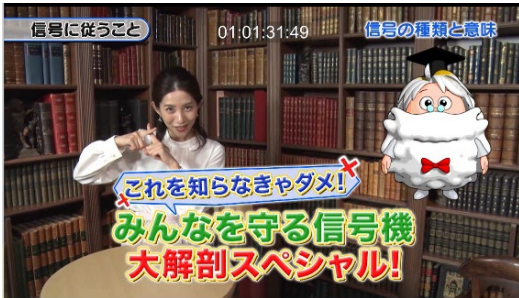 信号に従うこと
01:01:31:49
信号の種類と意味
これを知らなきゃダメ!
みんなを守る信号機
大解剖スペシャル!